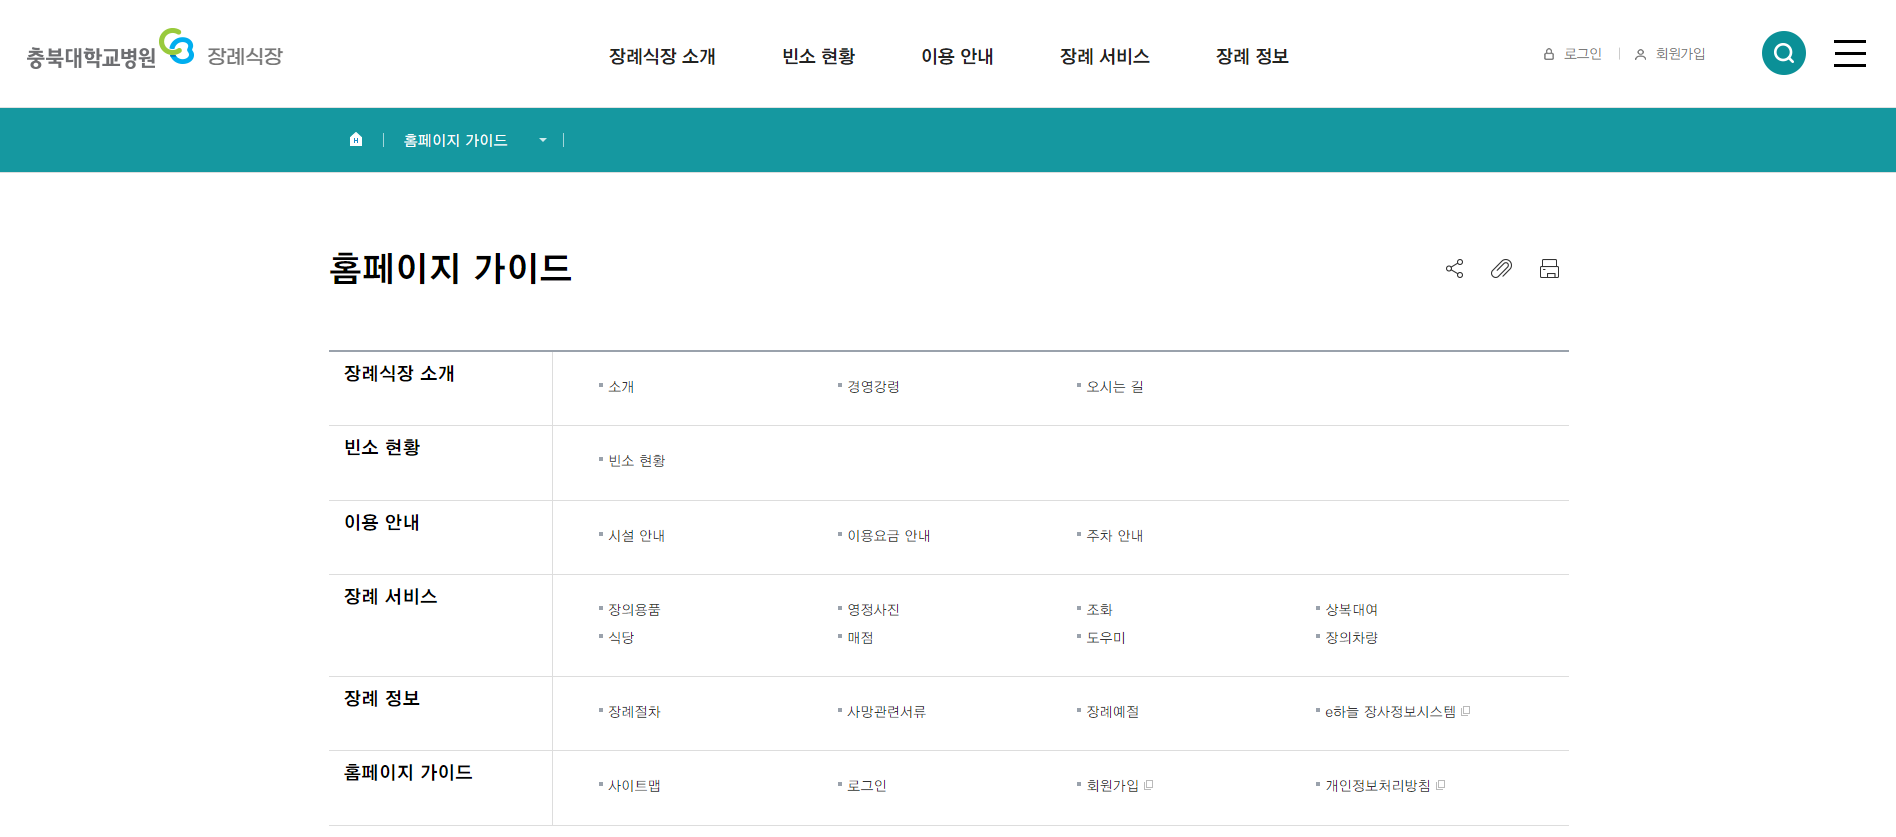 충북대학교병원 장례식장
장례식장 소개 빈소 현황 이용 안내 장례 서비스 장례 정보
로그인 회원가입
홈페이지 가이드
홈페이지 가이드
장례식장 소개
소개 경영강령 오시는 길
빈소 현황
빈소 현황
이용 안내
시설 안내 이용요금 안내 주차 안내
장례 서비스
장의용품 영정사진 조화 상복대여
식당 매점 도우미 장의차량
장례 정보
장례절차 사망관련서류 장례예절 e하늘 장사정보시스템
홈페이지 가이드
사이트맵 로그인 회원가입 개인정보처리방침